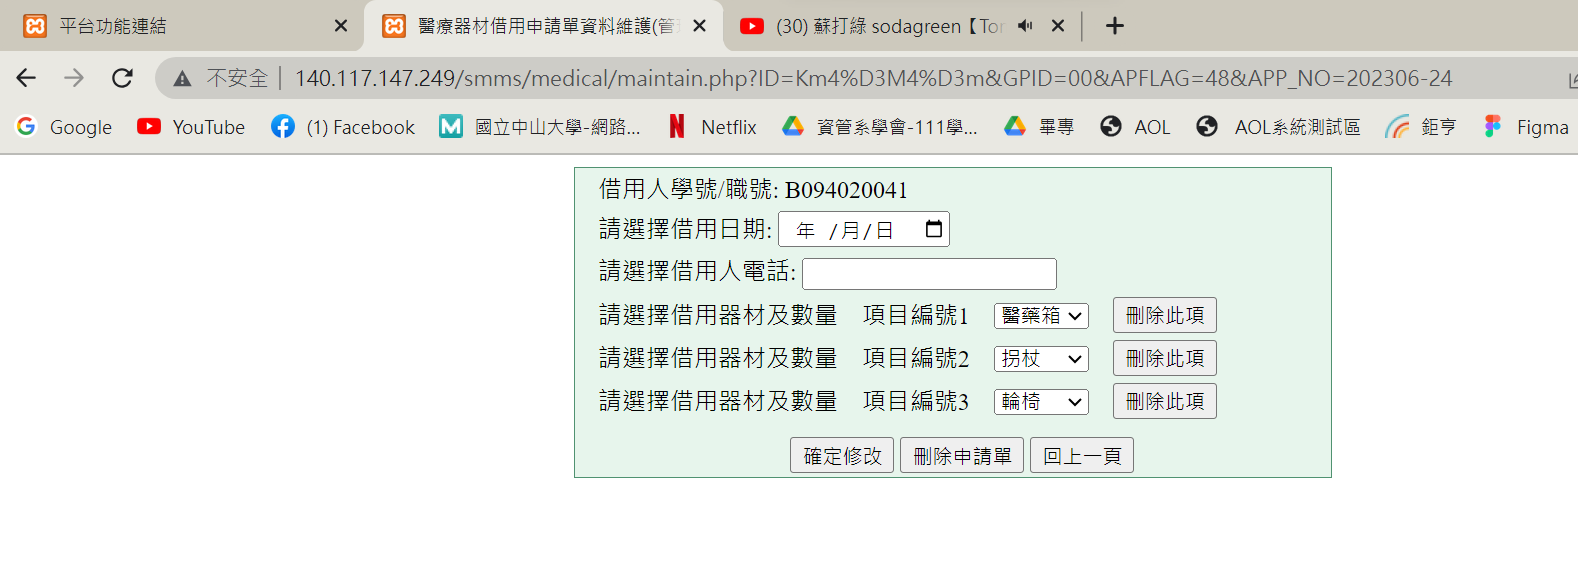 平台功能連結
醫療器材借用申請單資料維護(管
(30) 蘇打綠 sodagreen【Tor
不安全 140.117.147.249/smms/medical/maintain.php?ID=Km4%D3M4%D3m&GPID=00&APFLAG=48&APP_NO=202306-24
Google YouTube (1) Facebook 國立中山大學-網路... Netflix 資管系學會-111學... 畢專 AOL AOL系統測試區 鉅亨 Figma
借用人學號/職號: B094020041
請選擇借用日期: 年 /月/日
請選擇借用人電話:
請選擇借用器材及數量 項目編號1 醫藥箱 刪除此項
請選擇借用器材及數量 項目編號2 拐杖 刪除此項
請選擇借用器材及數量 項目編號3 輪椅 刪除此項
確定修改 刪除申請單 回上一頁